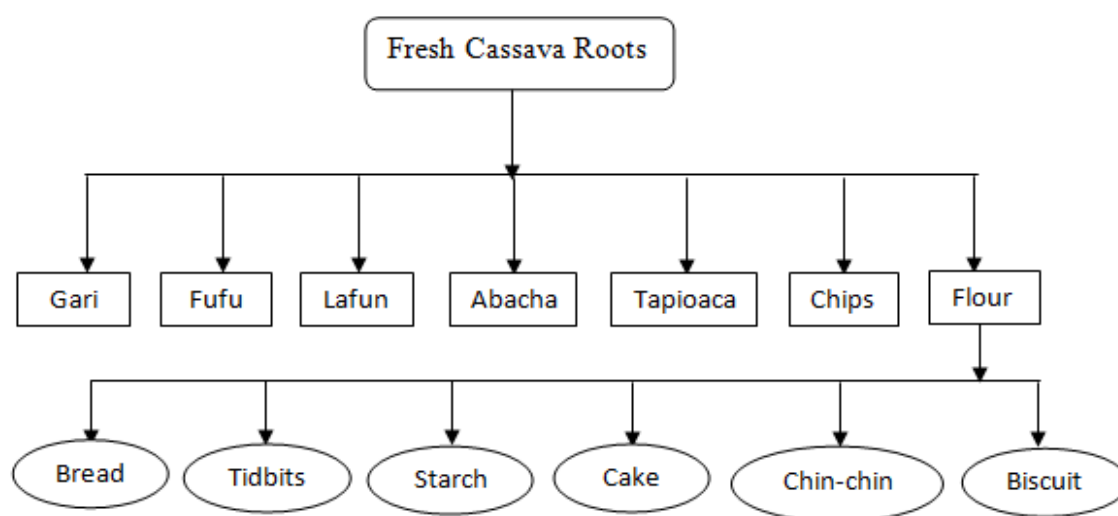 Fresh Cassava Roots
Gari Fufu Lafun Abacha Tapioaca Chips Flour
Bread Tidbits Starch Cake Chin-chin Biscuit